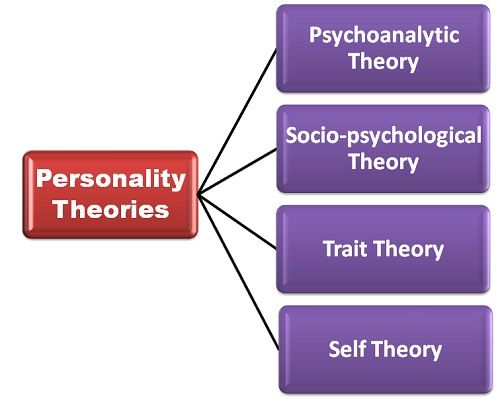 Personality
Theories
Psychoanalytic
Theory
Socio-psychological
Theory
Trait Theory
Self Theory